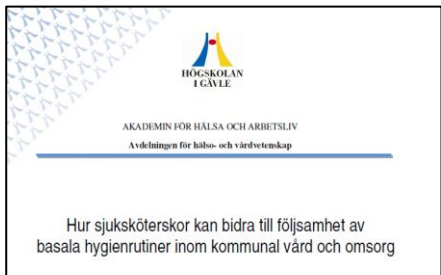 HÖGSKOLAN
I GÄVLE
AKADEMIN FÖR HÄLSA OCH ARBETSLIV
Avdelningen för hälso- och vårdvetenskap
Hur sjuksköterskor kan bidra till följsamhet av
basala hygienrutiner inom kommunal vård och omsorg